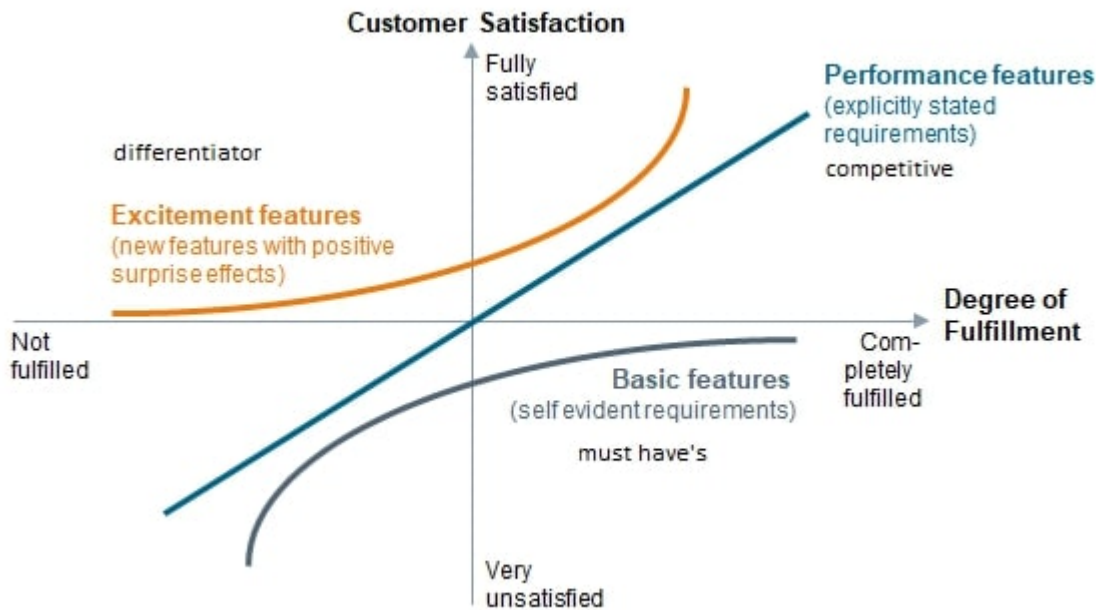 Customer Satisfaction
Fully
satisfied
Performance features
(explicitly stated
requirements)
competitive
differentiator
Excitement features
(new features with positive
surprise effects)
Degree of
Fulfillment
Not
fulfilled
Com-
pletely
fulfilled
Basic features
(self evident requirements)
must have's
Very
unsatisfied